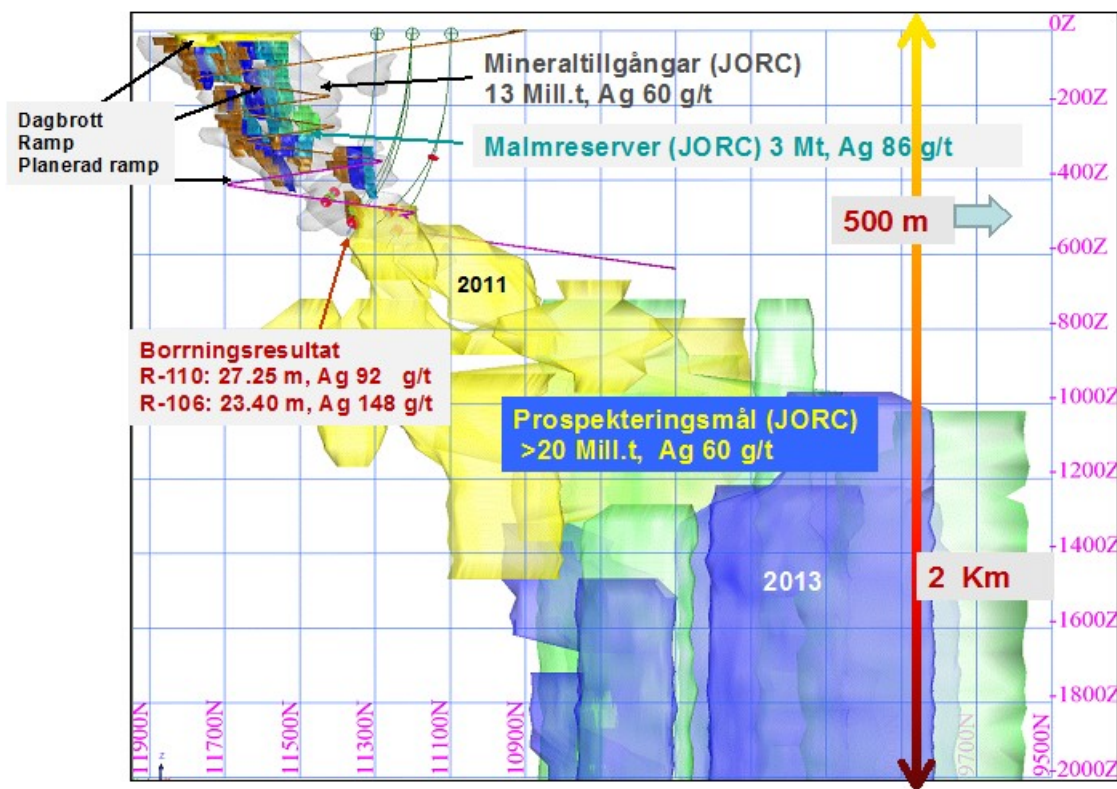 0Z
-200Z
-400Z
-600Z
-800Z
-1000Z
-1200Z
-1400Z
-1600Z
-1800Z
-2000Z
Mineraltillgångar (JORC)
13 Mill.t, Ag 60 g/t
Dagbrott
Ramp
Planerad ramp
Malmreserver (JORC) 3 Mt, Ag 86 g/t
500 m
2011
Borrningsresultat
R-110: 27.25 m, Ag 92 g/t
R-106: 23.40 m, Ag 148 g/t
Prospekteringsmål (JORC)
>20 Mill.t, Ag 60 g/t
2013
2 Km
11900N
11700N
11500N
11300N
11100N
10900N
9700N
9500N